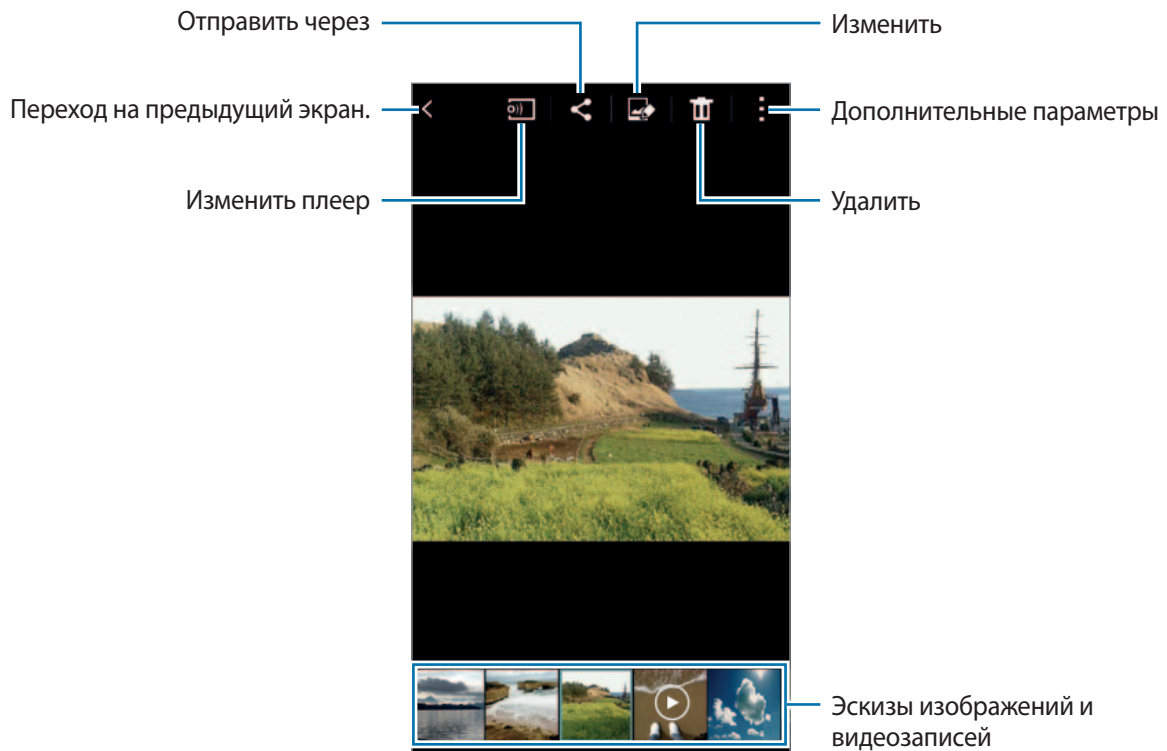 Отправить через
Изменить
Переход на предыдущий экран.
Дополнительные параметры
Изменить плеер
Удалить
Эскизы изображений и
видеозаписей